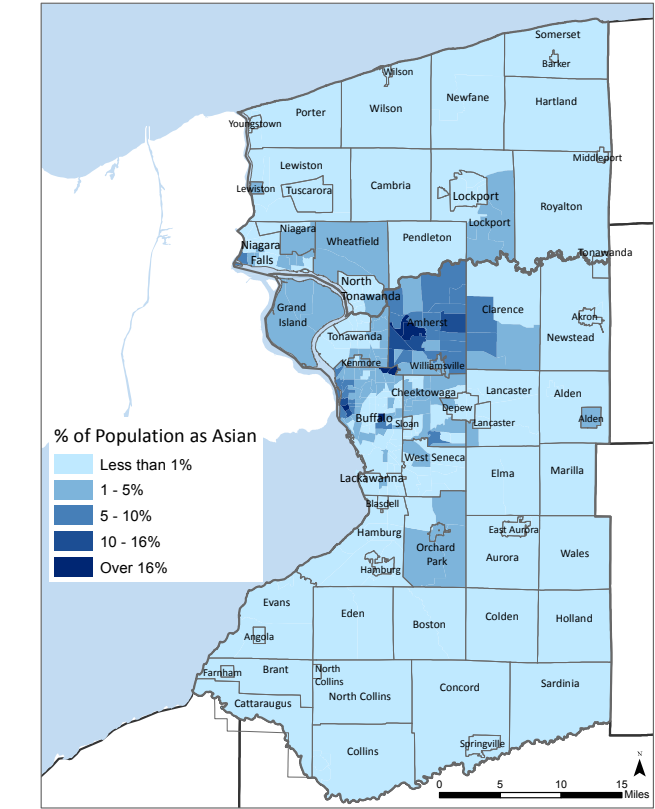 Somerset
Barker
Wilson
Newfane
Hartland
Wilson
Porter
Youngstown
Middleport
Lewiston
Lewiston
Tuscarora
Cambria
Lockport
Royalton
Lockport
Niagara
Wheatfield
Pendleton
Niagara
Falls
Tonawanda
North
Tonawanda
Grand
Island
Clarence
Akron
Amherst
Newstead
Tonawanda
Kenmore
Williamsville
Cheektowaga
Lancaster
Alden
Depew
Buffalo
Sloan
Lancaster
Alden
% of Population as Asian
Less than 1%
1 - 5%
5 - 10%
10 - 16%
Over 16%
West Seneca
Lackawanna
Elma
Marilla
Blasdell
Hamburg
East Aurora
Orchard
Park
Aurora
Wales
Hamburg
Evans
Eden
Boston
Colden
Holland
Angola
Farnham
Brant
North
Collins
North Collins
Concord
Sardinia
Cattaraugus
Collins
Springville
N
0 5 10 15
Miles